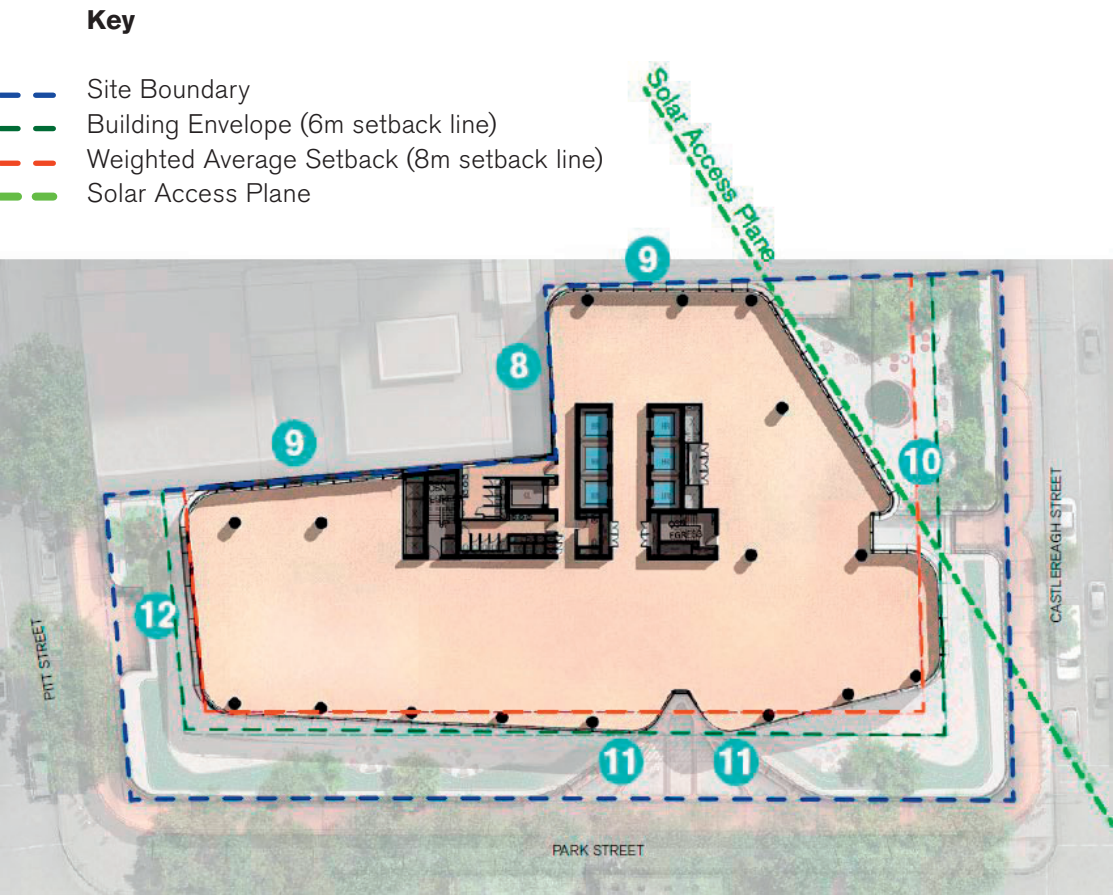 Key
Site Boundary
Building Envelope (6m setback line)
Weighted Average Setback (8m setback line)
Solar Access Plane
Solar Access Plane
9
8
9
10
12
11
11
PITT STREET
CASTLEREAGH STREET
PARK STREET
EGRESS